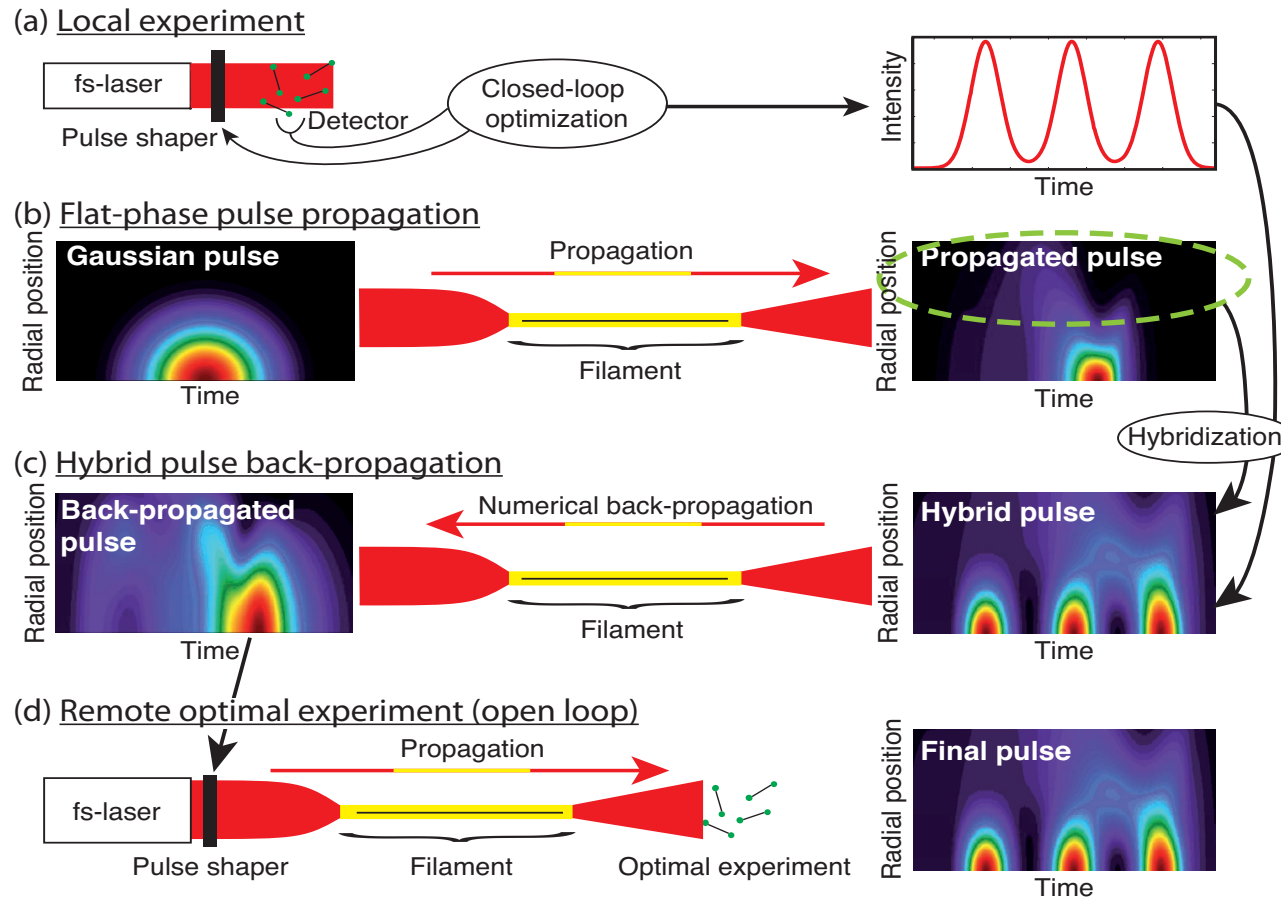 (a) Local experiment
fs-laser
Pulse shaper
Detector
Closed-loop
optimization
Intensity
Time
(b) Flat-phase pulse propagation
Radial position
Gaussian pulse
Time
Propagation
Filament
Radial position
Propagated pulse
Time
Hybridization
(c) Hybrid pulse back-propagation
Radial position
Back-propagated
pulse
Time
Numerical back-propagation
Filament
Radial position
Hybrid pulse
Time
(d) Remote optimal experiment (open loop)
fs-laser
Pulse shaper
Propagation
Filament
Optimal experiment
Radial position
Final pulse
Time